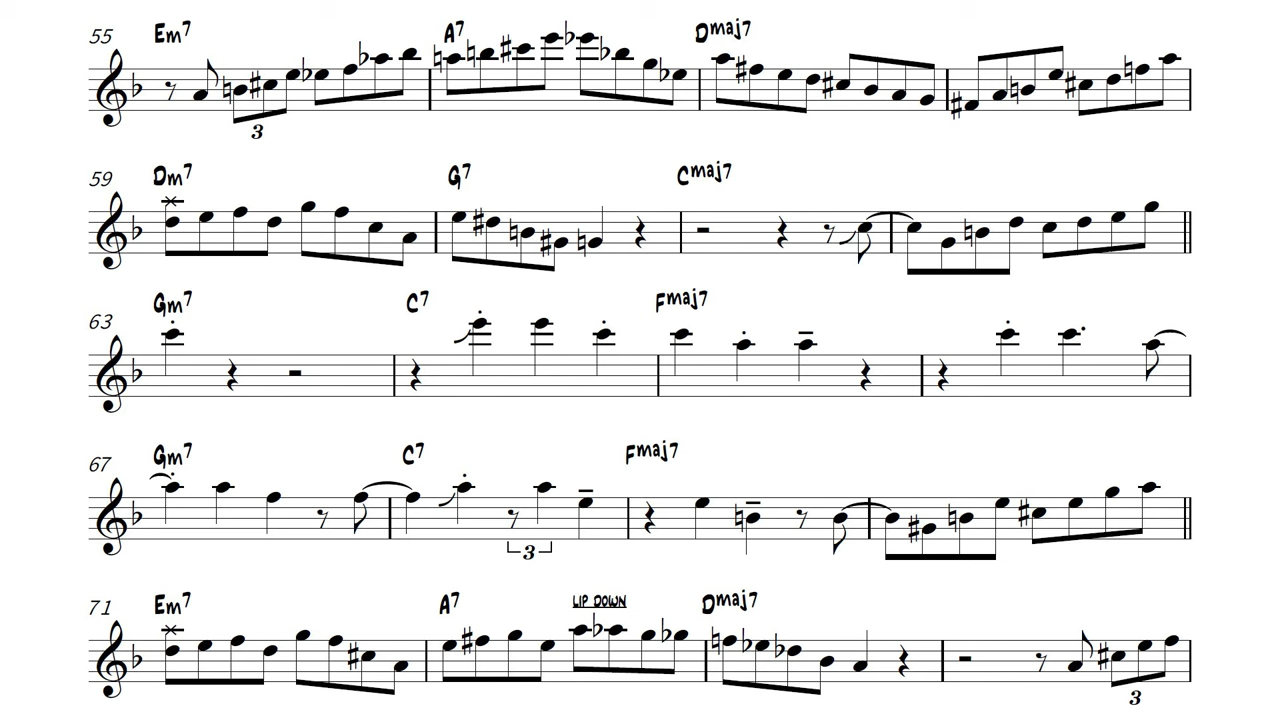 55 Em7 A7 Dmaj7
3
59 Dm7 G7 Cmaj7
63 Gm7 C7 Fmaj7
67 Gm7 C7 Fmaj7
3
71 Em7 A7 LIP DOWN Dmaj7
3